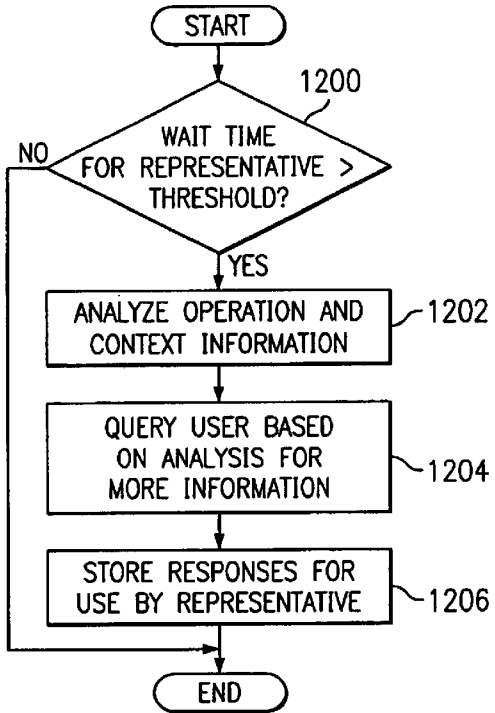 START
1200
WAIT TIME
FOR REPRESENTATIVE >
THRESHOLD?
NO
YES
ANALYZE OPERATION AND
CONTEXT INFORMATION
1202
QUERY USER BASED
ON ANALYSIS FOR
MORE INFORMATION
1204
STORE RESPONSES FOR
USE BY REPRESENTATIVE
1206
END